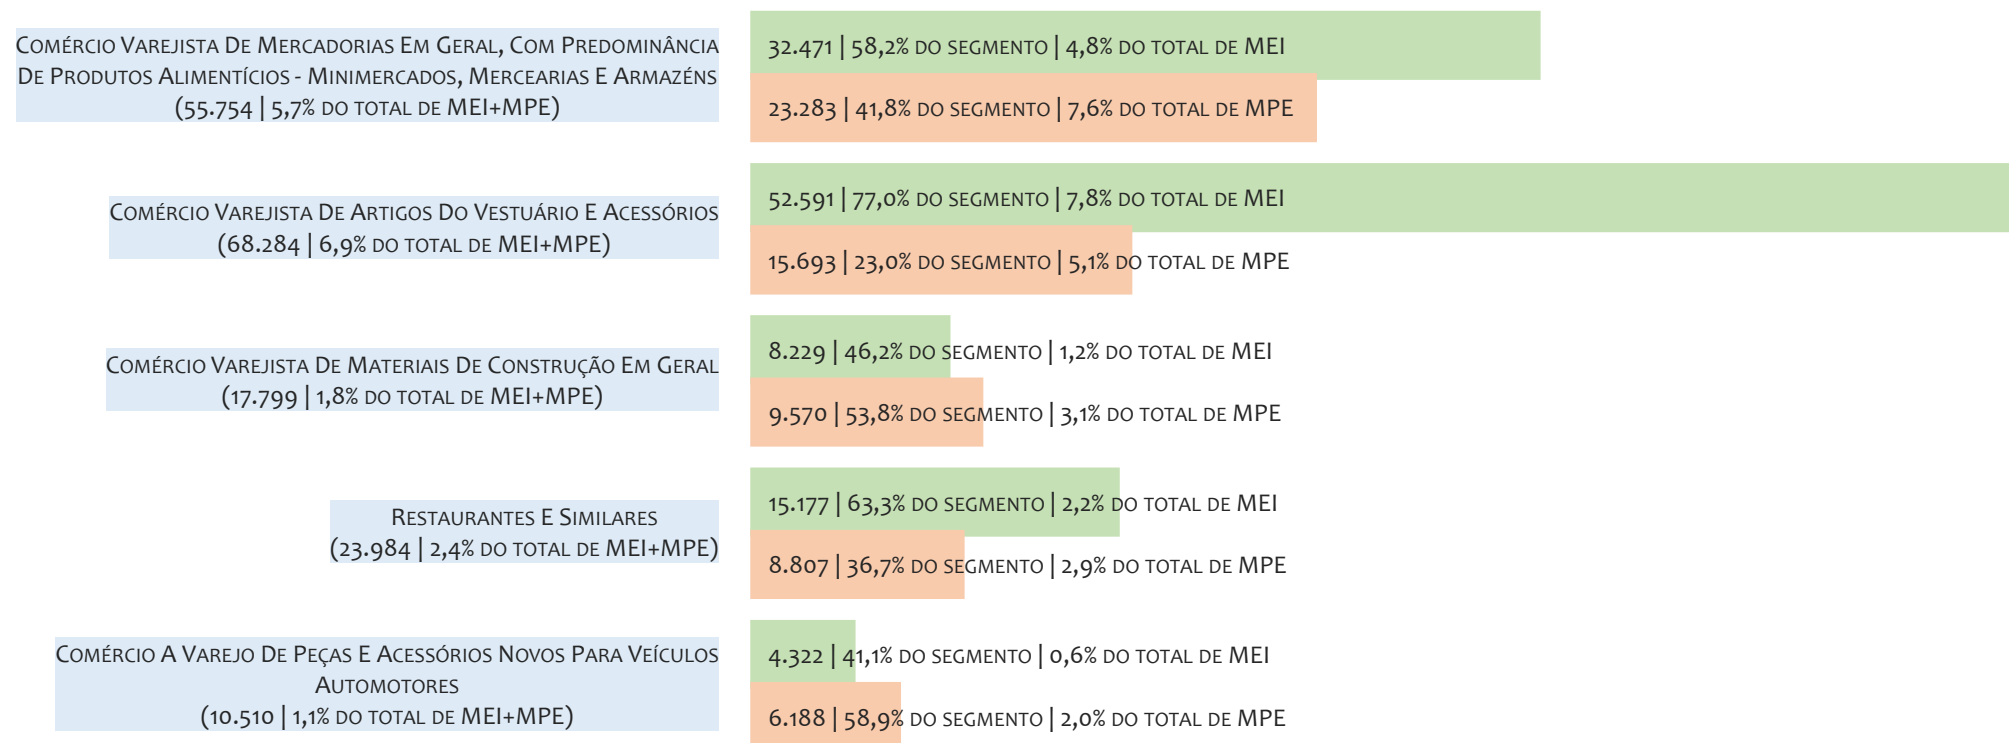 Comércio Varejista De Mercadorias Em Geral, Com Predominância
De Produtos Alimentícios - Minimercados, Mercearias E Armazéns
(55.754 | 5,7% do total de MEI+MPE)
32.471 | 58,2% do segmento | 4,8% do total de MEI
23.283 | 41,8% do segmento | 7,6% do total de MPE
Comércio Varejista De Artigos Do Vestuário E Acessórios
(68.284 | 6,9% do total de MEI+MPE)
52.591 | 77,0% do segmento | 7,8% do total de MEI
15.693 | 23,0% do segmento | 5,1% do total de MPE
Comércio Varejista De Materiais De Construção Em Geral
(17.799 | 1,8% do total de MEI+MPE)
8.229 | 46,2% do segmento | 1,2% do total de MEI
9.570 | 53,8% do segmento | 3,1% do total de MPE
Restaurantes E Similares
(23.984 | 2,4% do total de MEI+MPE)
15.177 | 63,3% do segmento | 2,2% do total de MEI
8.807 | 36,7% do segmento | 2,9% do total de MPE
Comércio A Varejo De Peças E Acessórios Novos Para Veículos
Automotores
(10.510 | 1,1% do total de MEI+MPE)
4.322 | 41,1% do segmento | 0,6% do total de MEI
6.188 | 58,9% do segmento | 2,0% do total de MPE